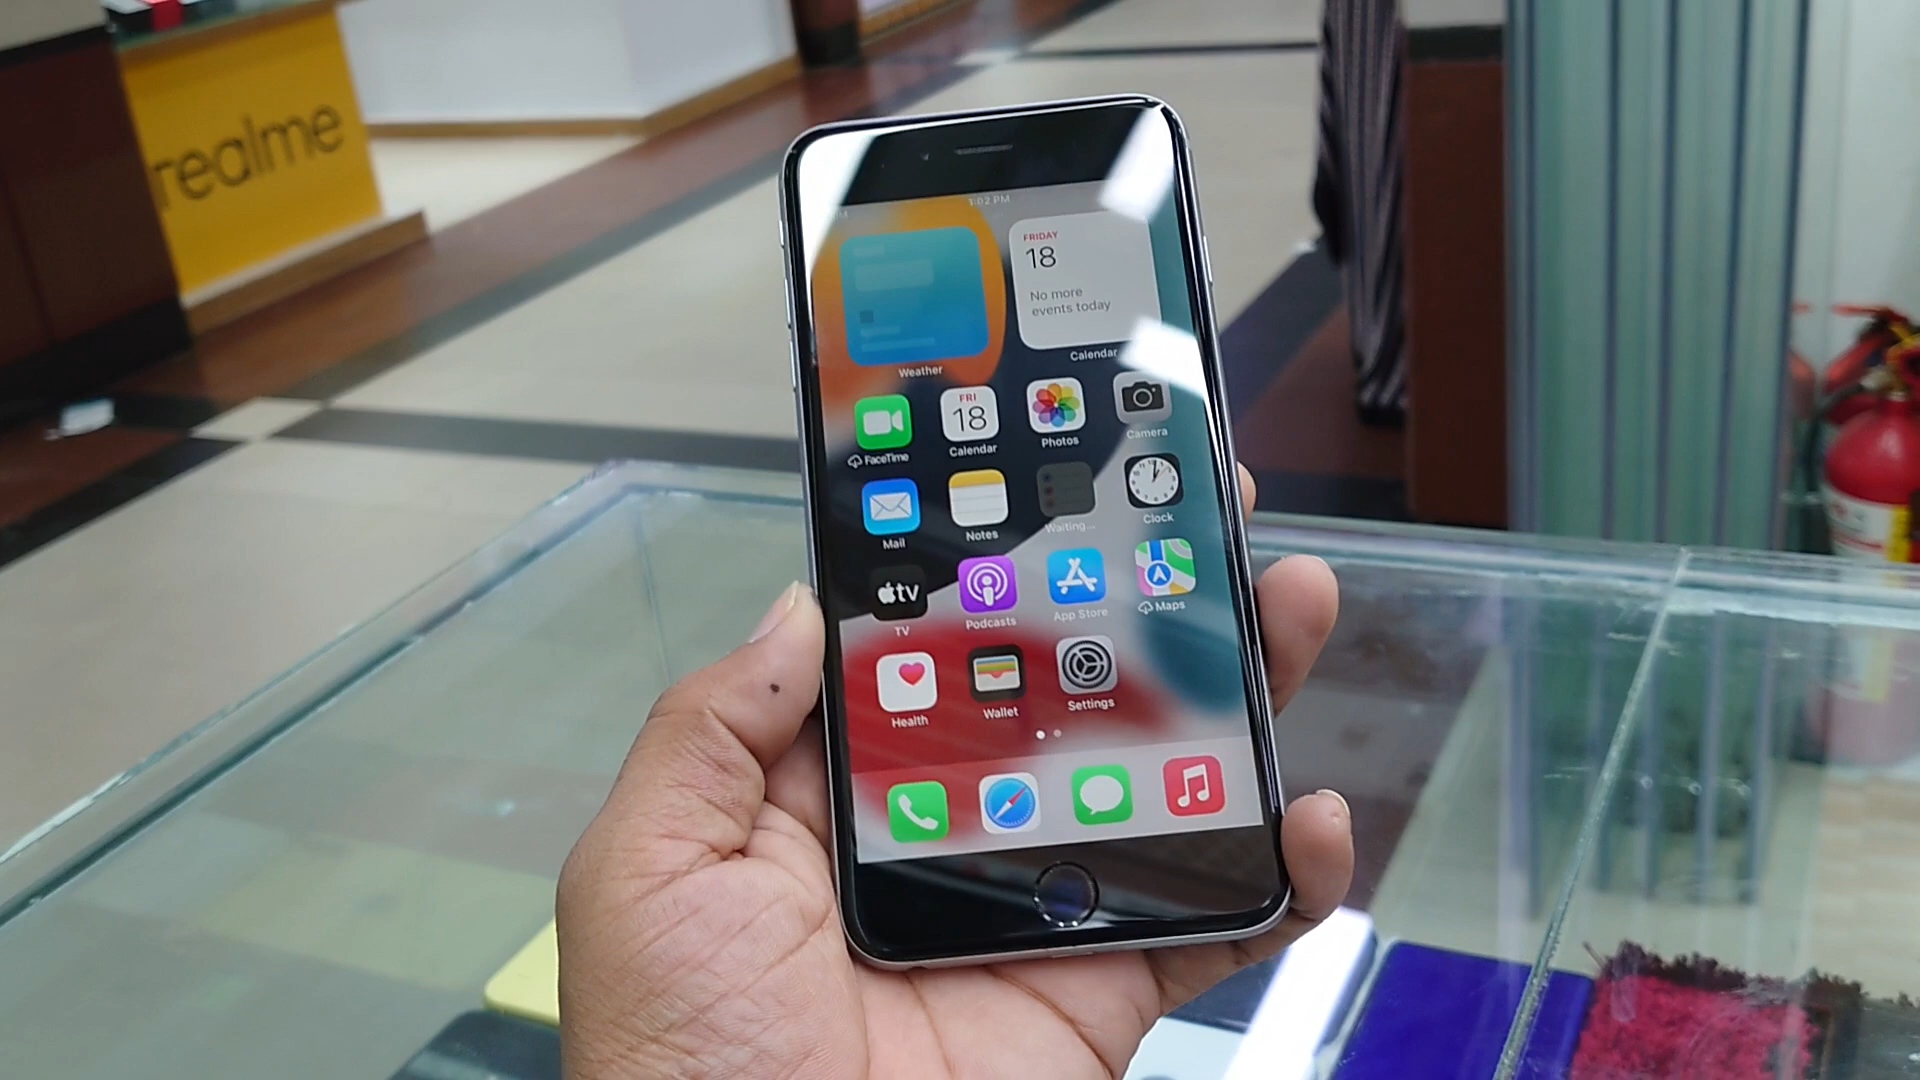 realme
1:02 PM
FRIDAY
18
No more
events today
Weather
Calendar
FRI
18
FaceTime
Calendar
Photos
Camera
Mail
Notes
Waiting...
Clock
tv
TV
Podcasts
App Store
Maps
Health
Wallet
Settings